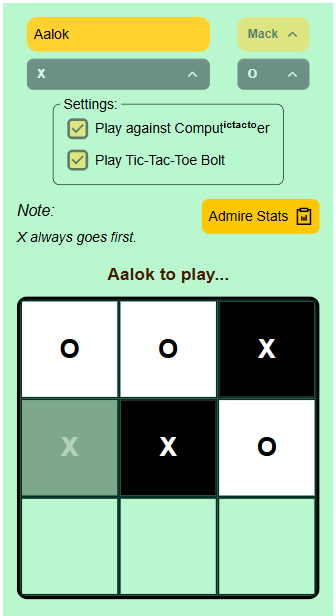 Aalok Mack
X O
Settings:
Play against Computictactoer
Play Tic-Tac-Toe Bolt
Note:
X always goes first.
Admire Stats
Aalok to play...
O O X
X X O